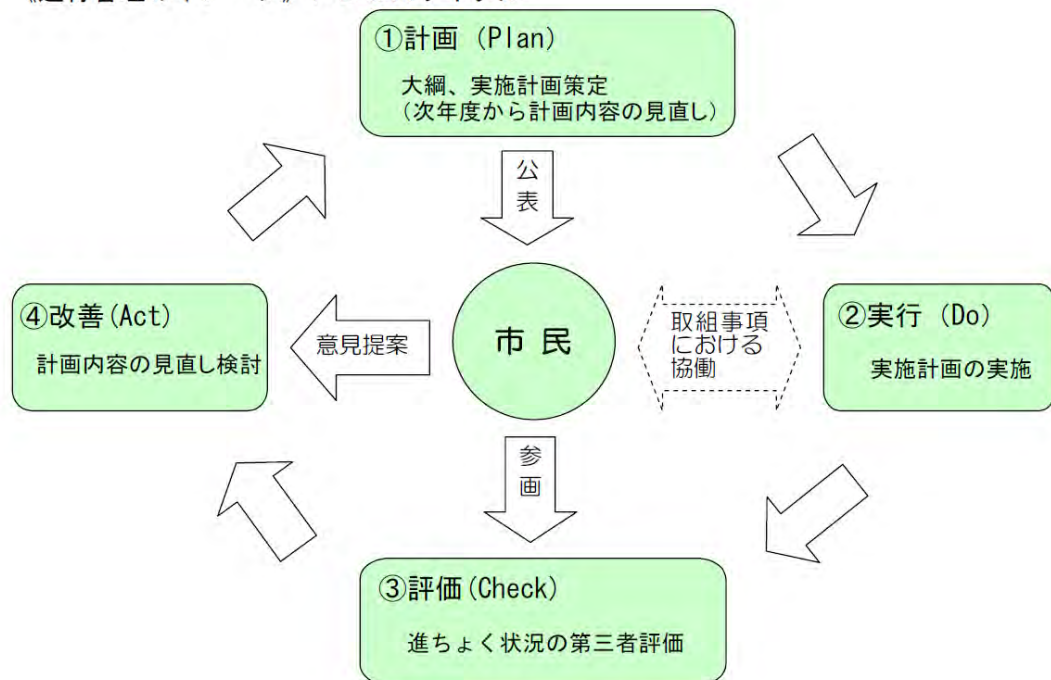 ①計画 (Plan)
大綱、実施計画策定
(次年度から計画内容の見直し)
公表
④改善(Act)
計画内容の見直し検討
意見提案
市 民
取組事項
における
協働
②実行 (Do)
実施計画の実施
参画
③評価(Check)
進ちょく状況の第三者評価